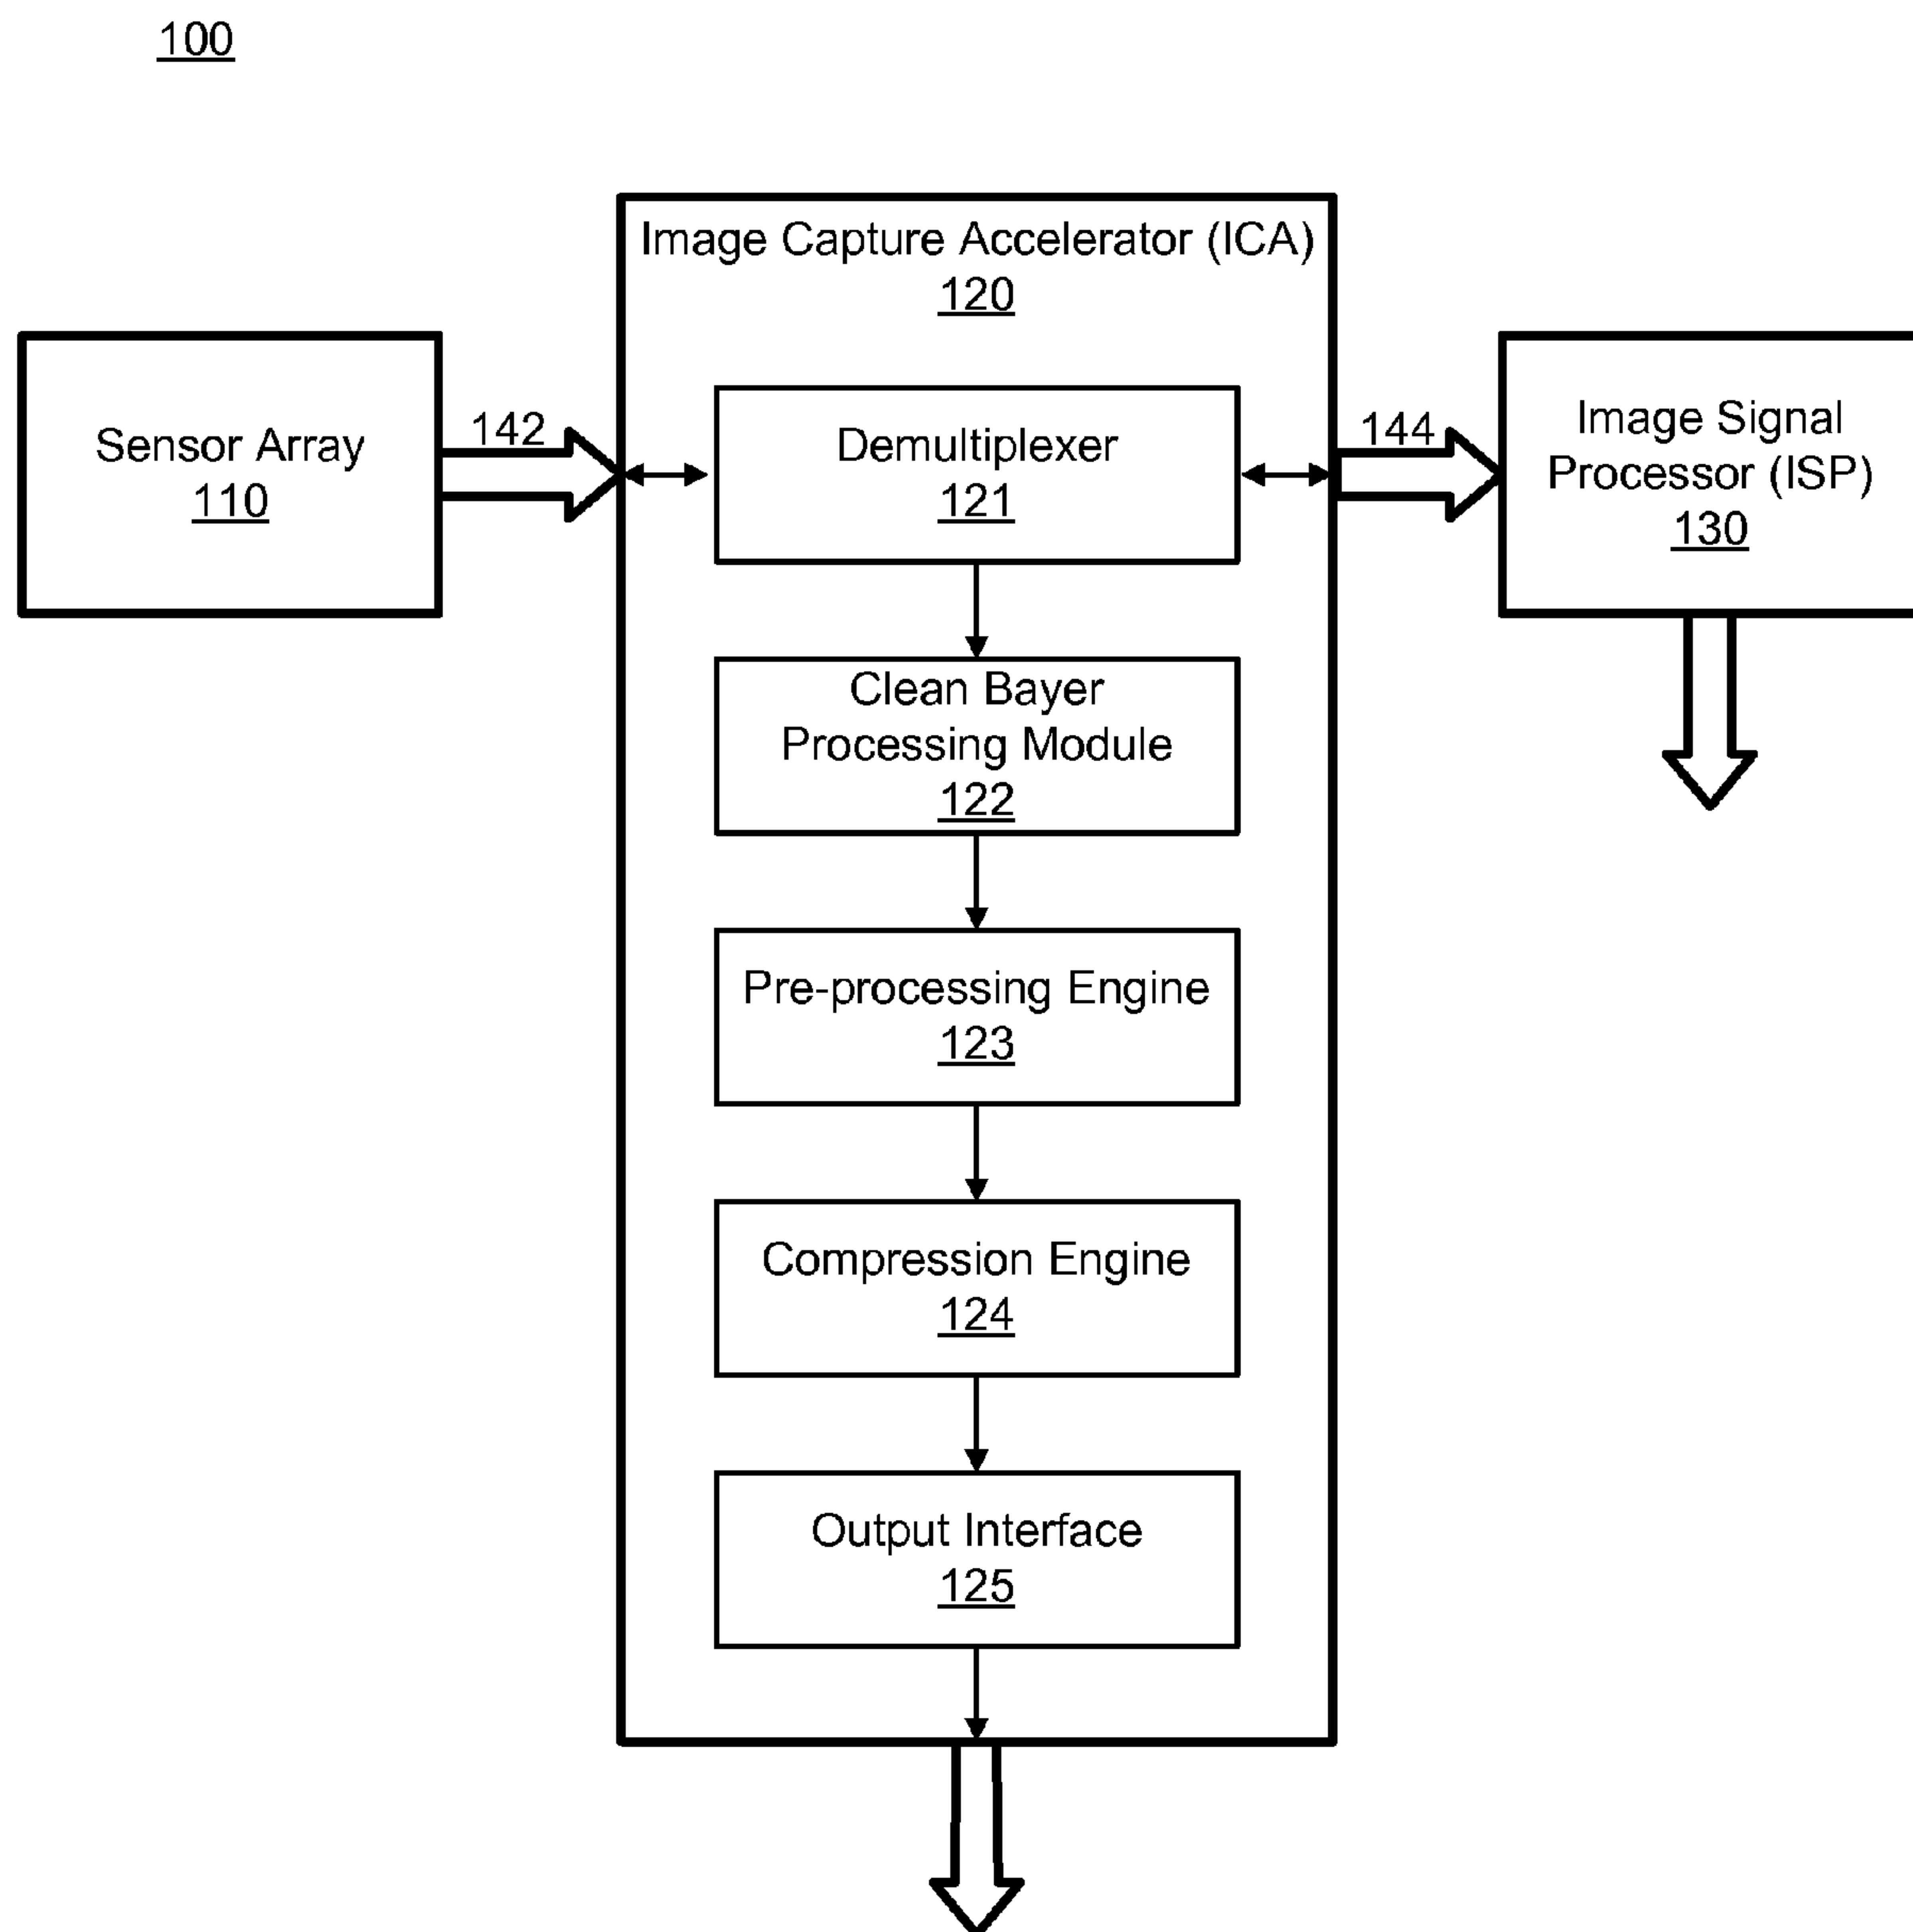 100
Image Capture Accelerator (ICA)
120
Sensor Array
110
142
Demultiplexer
121
144
Image Signal
Processor (ISP)
130
Clean Bayer
Processing Module
122
Pre-processing Engine
123
Compression Engine
124
Output Interface
125